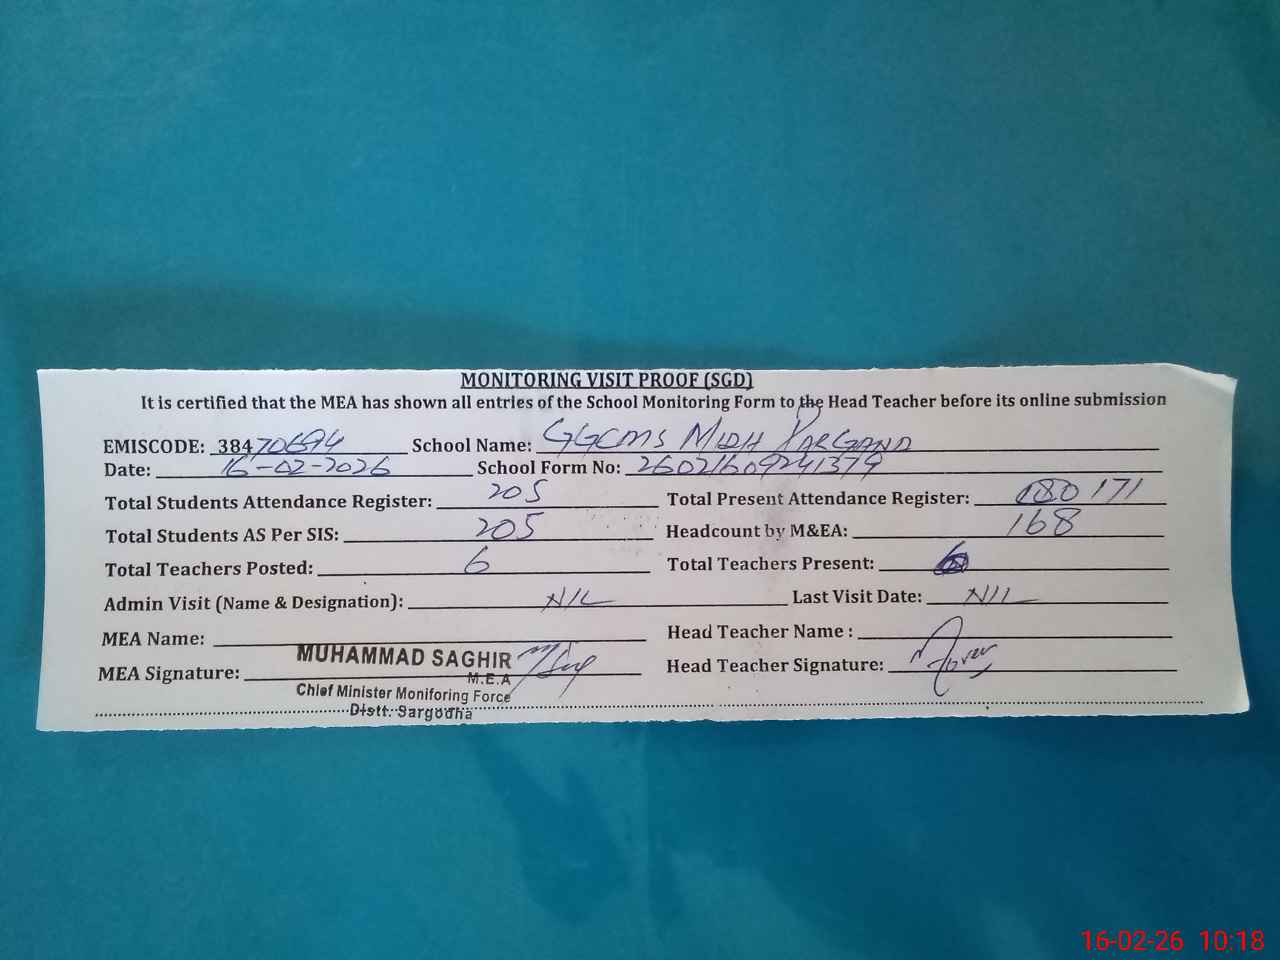 MONITORING VISIT PROOF (SGD)
It is certified that the MEA has shown all entries of the School Monitoring Form to the Head Teacher before its online submission
EMISCODE: 38470694 School Name: GGCMS MIDH PARGANA
Date: 16-02-2026 School Form No: 26021609241379
Total Students Attendance Register: 205 Total Present Attendance Register: 180 171
Total Students AS Per SIS: 205 Headcount by M&EA: 168
Total Teachers Posted: 6 Total Teachers Present: 6
Admin Visit (Name & Designation): NIL Last Visit Date: NIL
MEA Name: Head Teacher Name :
MEA Signature: Head Teacher Signature:
MUHAMMAD SAGHIR
M.E.A
Chief Minister Monitoring Force
Distt. Sargodha
16-02-26 10:18